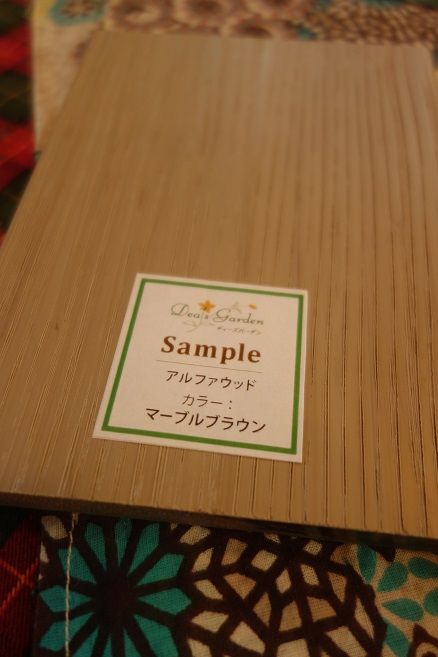 Dea's Garden
ディーズガーデン
Sample
アルファウッド
カラー：
マーブルブラウン